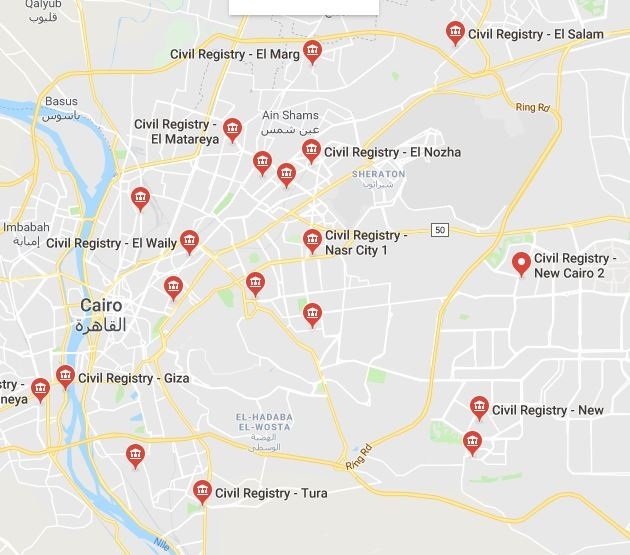 Qalyub
قليوب
Civil Registry - El Salam
Civil Registry - El Marg
Basus
باسوس
Ring Rd
Ain Shams
عين شمس
Civil Registry -
El Matareya
Civil Registry - El Nozha
SHERATON
شيراتون
Imbabah
إمبابة
Civil Registry - El Waily
Civil Registry -
Nasr City 1
50
Civil Registry -
New Cairo 2
Cairo
القاهرة
Civil Registry - Giza
stry -
neya
Civil Registry - New
EL-HADABA
EL-WOSTA
الهضبة
الوسطي
Ring Rd
Civil Registry - Tura
Nile